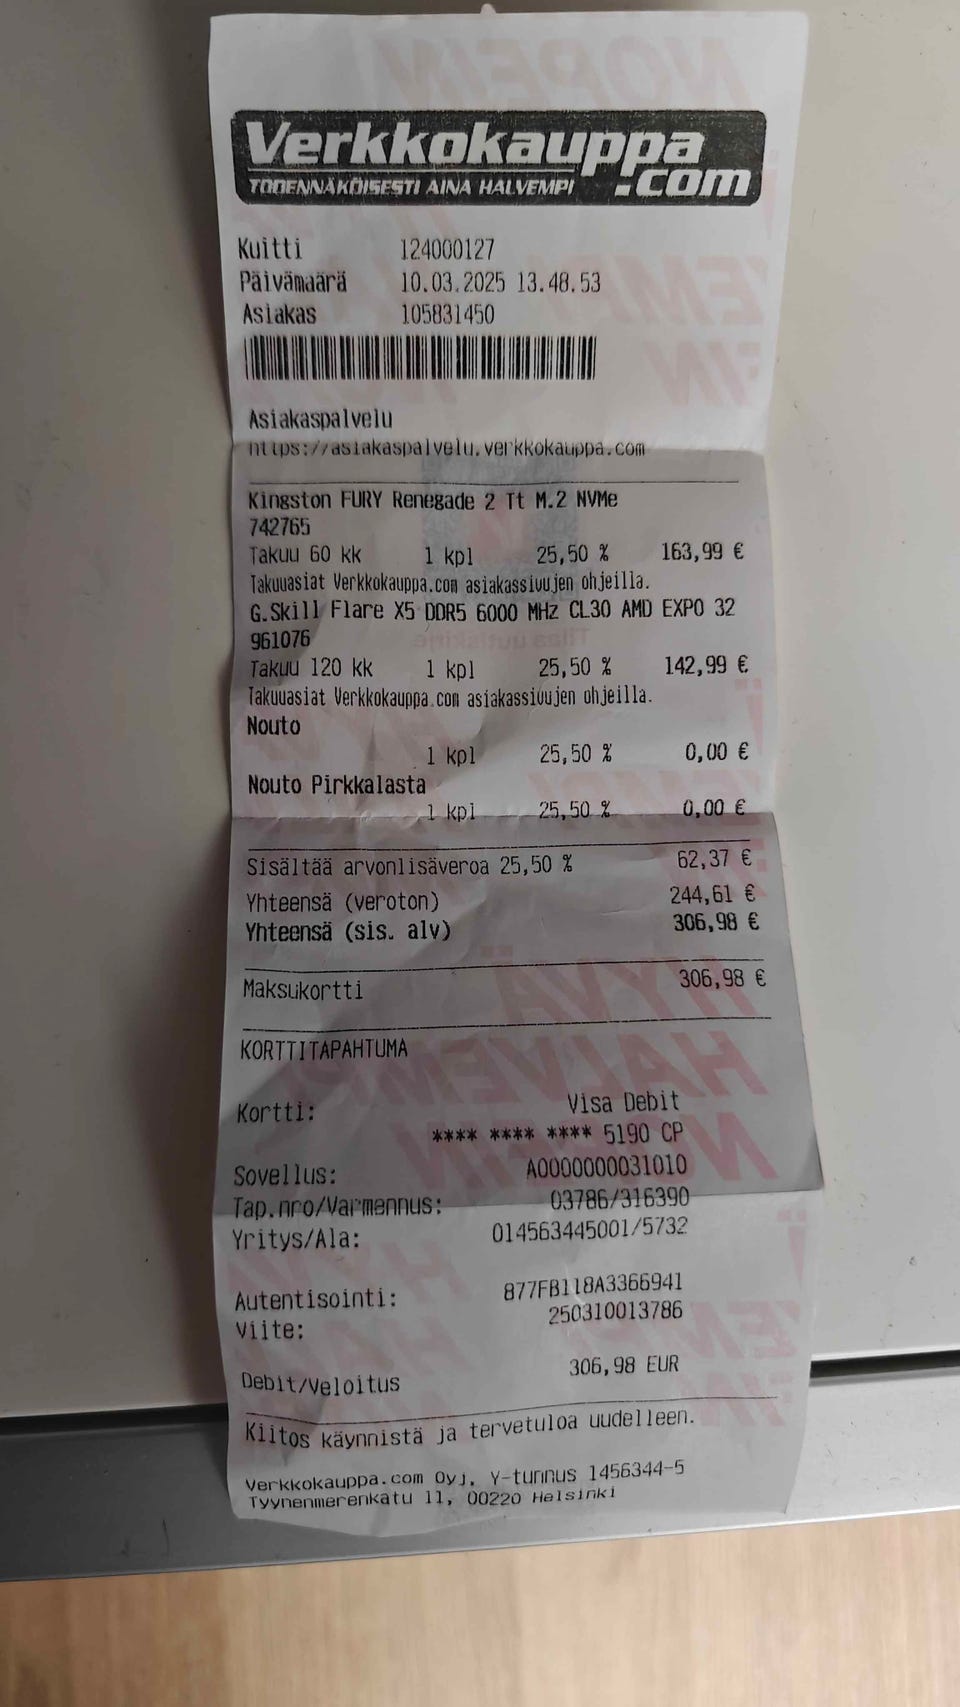 Verkkokauppa
.com
TODENNÄKÖISESTI AINA HALVEMPI
Kuitti 124000127
Päivämäärä 10.03.2025 13.48.53
Asiakas 105831450
Asiakaspalvelu
https://asiakaspalvelu.verkkokauppa.com
Kingston FURY Renegade 2 Tt M.2 NVMe
742765
Takuu 60 kk 1 kpl 25,50 % 163,99 €
Takuuasiat Verkkokauppa.com asiakassivujen ohjeilla.
G.Skill Flare X5 DDR5 6000 MHz CL30 AMD EXPO 32
961076
Takuu 120 kk 1 kpl 25,50 % 142,99 €
Takuuasiat Verkkokauppa.com asiakassivujen ohjeilla.
Nouto
1 kpl 25,50 % 0,00 €
Nouto Pirkkalasta
1 kpl 25,50 % 0,00 €
Sisältää arvonlisäveroa 25,50 % 62,37 €
Yhteensä (veroton) 244,61 €
Yhteensä (sis. alv) 306,98 €
Maksukortti 306,98 €
KORTTITAPAHTUMA
Kortti: Visa Debit
**** **** **** 5190 CP
Sovellus: A0000000031010
Tap.nro/Varmennus: 03786/316390
Yritys/Ala: 014563445001/5732
Autentisointi: 877FB118A3366941
Viite: 250310013786
Debit/Veloitus 306,98 EUR
Kiitos käynnistä ja tervetuloa uudelleen.
Verkkokauppa.com Oyj, Y-tunnus 1456344-5
Tyynenmerenkatu 11, 00220 Helsinki